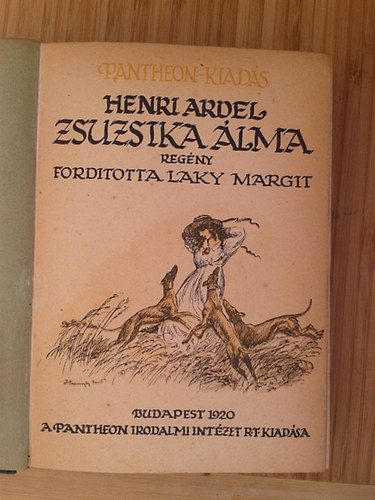 PANTHEON-KIADÁS
HENRI ARDEL
ZSUZSIKA ÁLMA
REGÉNY
FORDITOTTA LAKY MARGIT
BUDAPEST 1920
A PANTHEON IRODALMI INTÉZET R-T-KIADÁSA